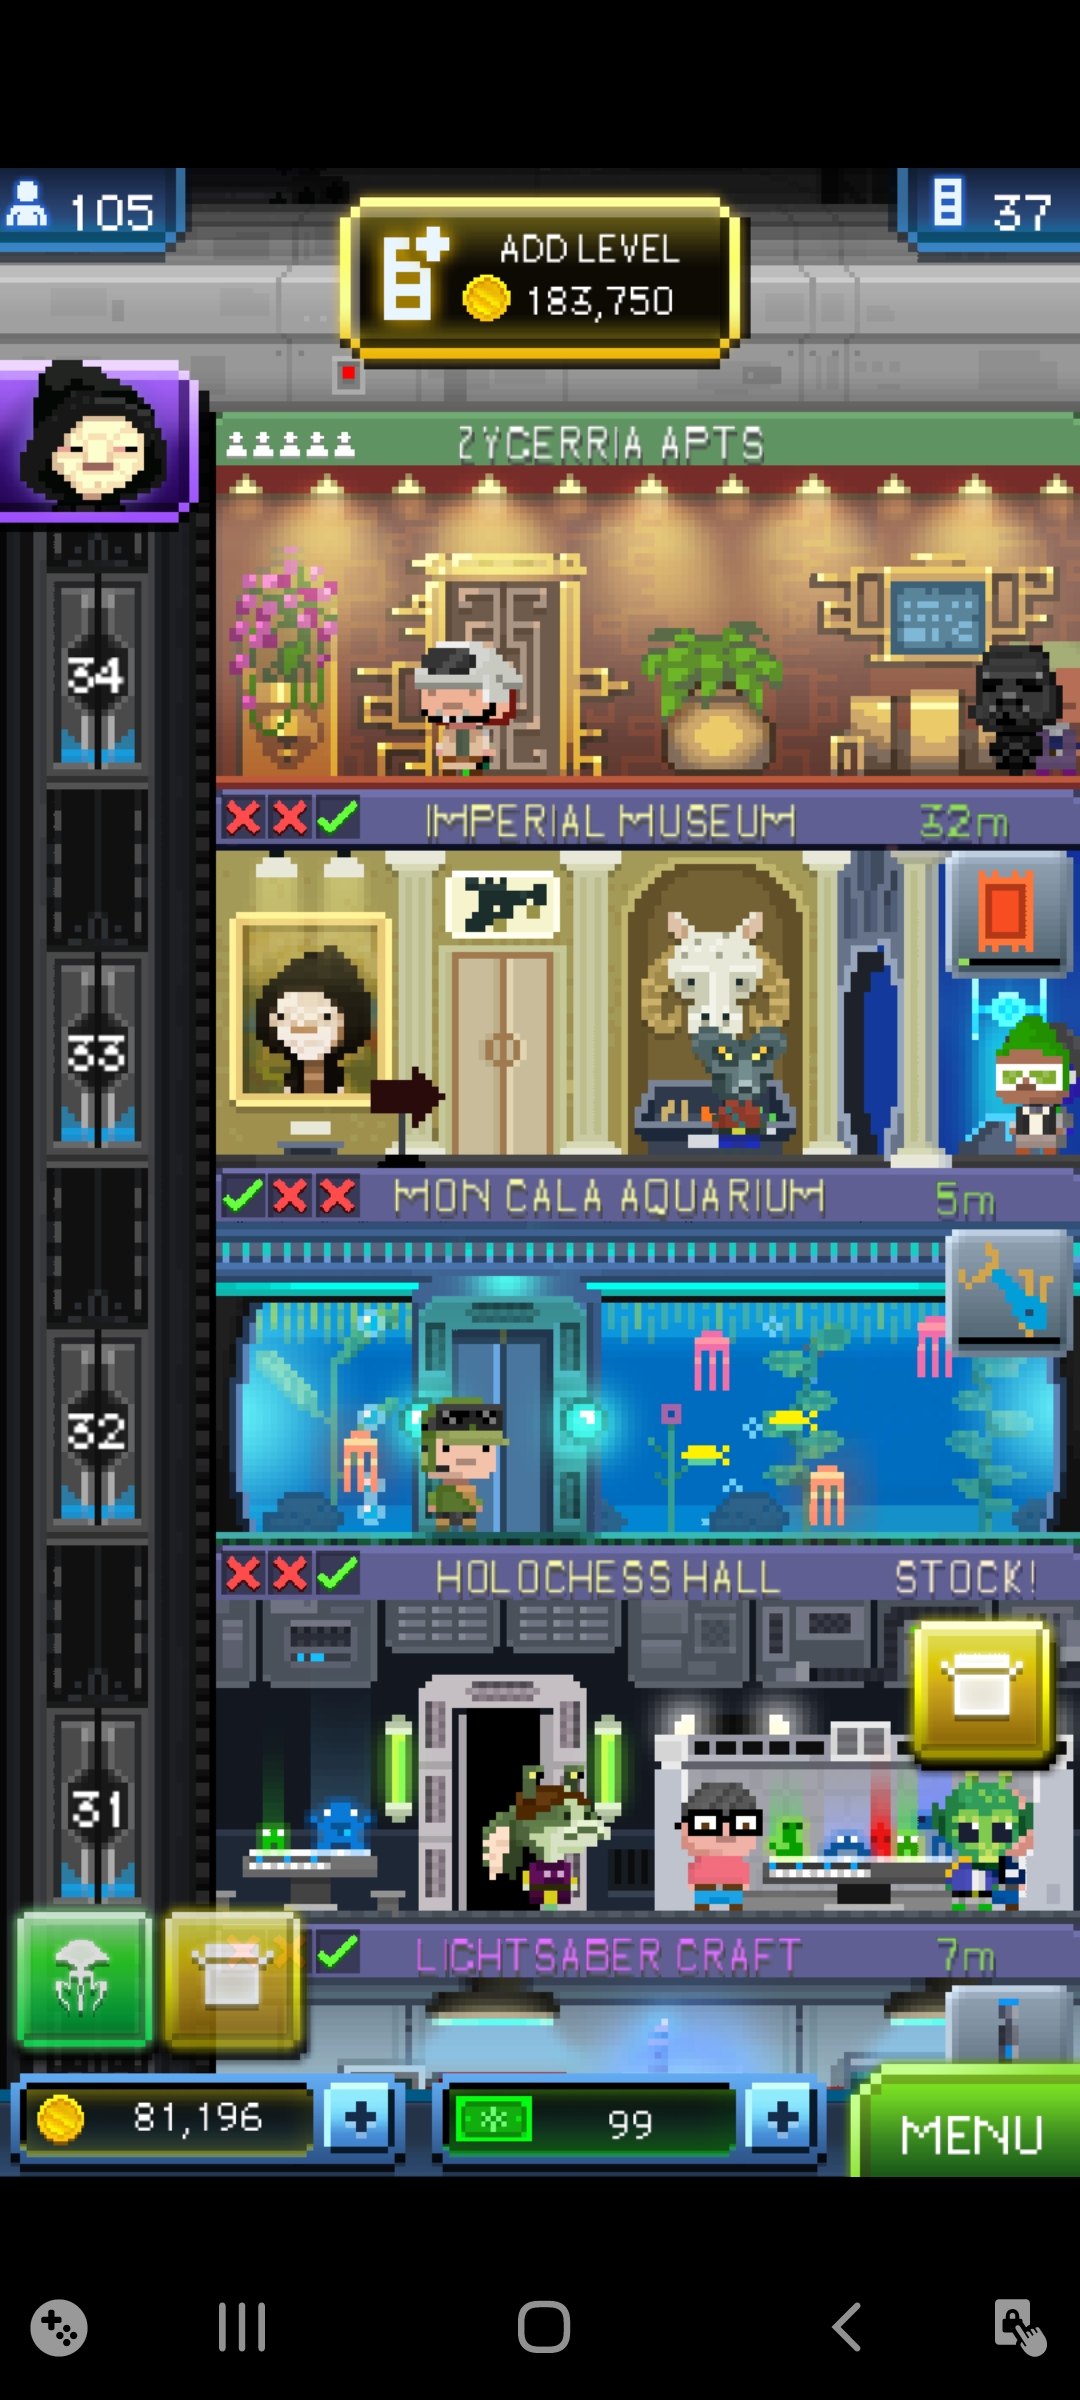 105
ADD LEVEL
183,750
37
ZYGERRIA APTS
34
IMPERIAL MUSEUM 32m
33
MON CALA AQUARIUM 5m
32
HOLOCHESS HALL STOCK!
31
LIGHTSABER CRAFT 7m
81,196
99
MENU